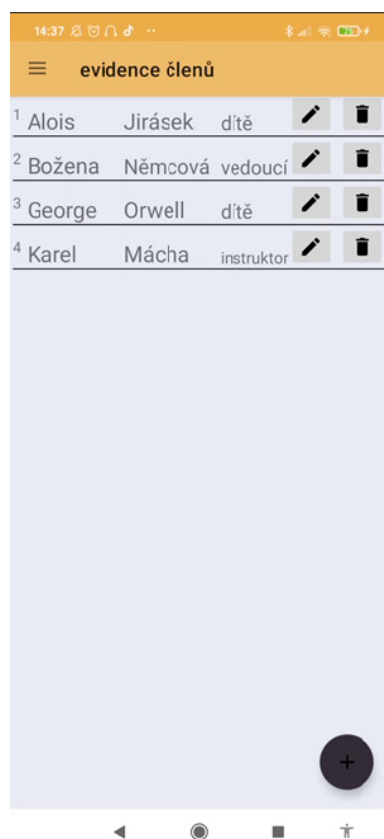 14:37
evidence členů
1 Alois Jirásek dítě
2 Božena Němcová vedoucí
3 George Orwell dítě
4 Karel Mácha instruktor
+